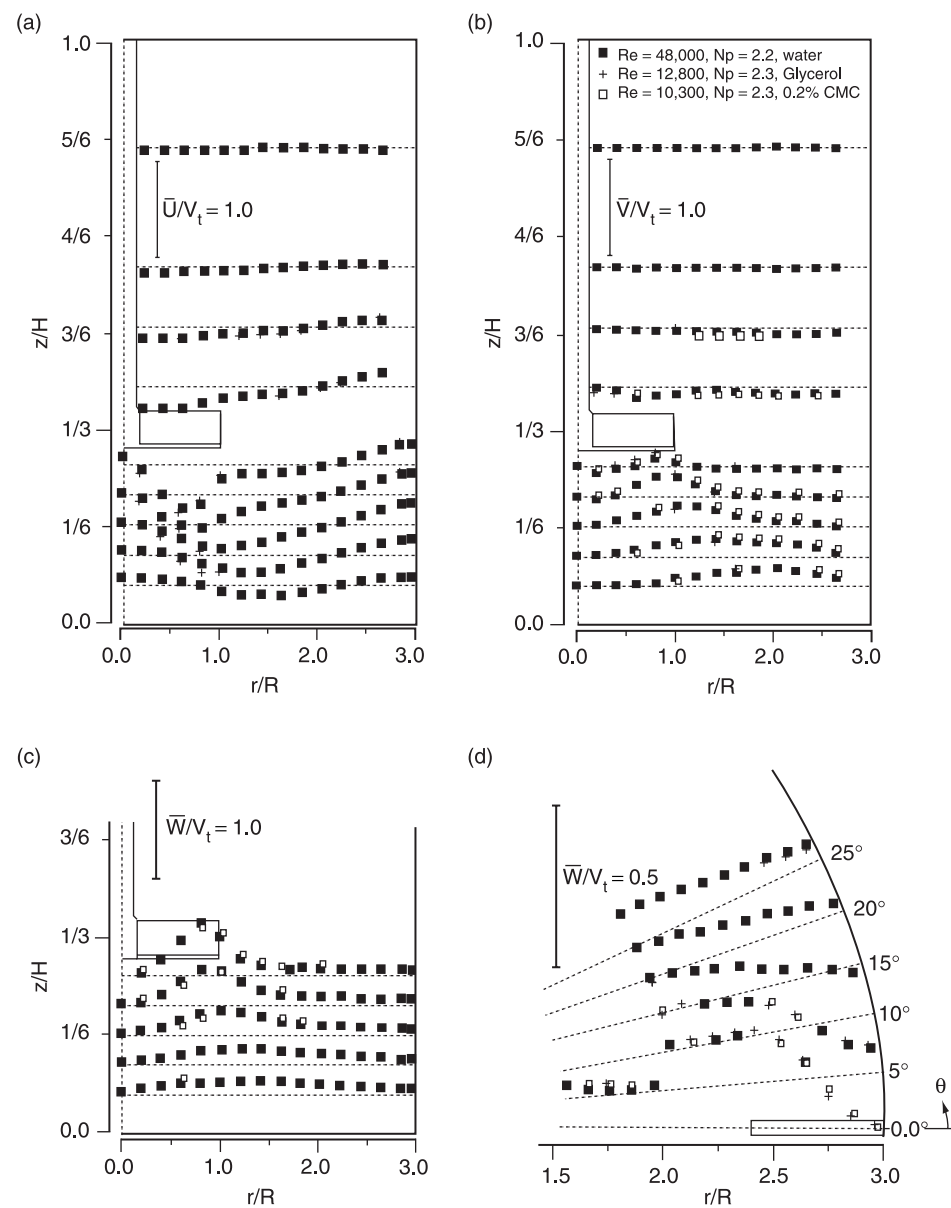 (a)
1.0
5/6
4/6
3/6
1/3
1/6
0.0
z/H
U̅/Vₜ = 1.0
0.0 1.0 2.0 3.0
r/R
(b)
Re = 48,000, Np = 2.2, water
Re = 12,800, Np = 2.3, Glycerol
Re = 10,300, Np = 2.3, 0.2% CMC
1.0
5/6
4/6
3/6
1/3
1/6
0.0
z/H
V̅/Vₜ = 1.0
0.0 1.0 2.0 3.0
r/R
(c)
W̅/Vₜ = 1.0
3/6
1/3
1/6
0.0
z/H
0.0 1.0 2.0 3.0
r/R
(d)
W̅/Vₜ = 0.5
25°
20°
15°
10°
5°
θ
0.0°
1.5 2.0 2.5 3.0
r/R